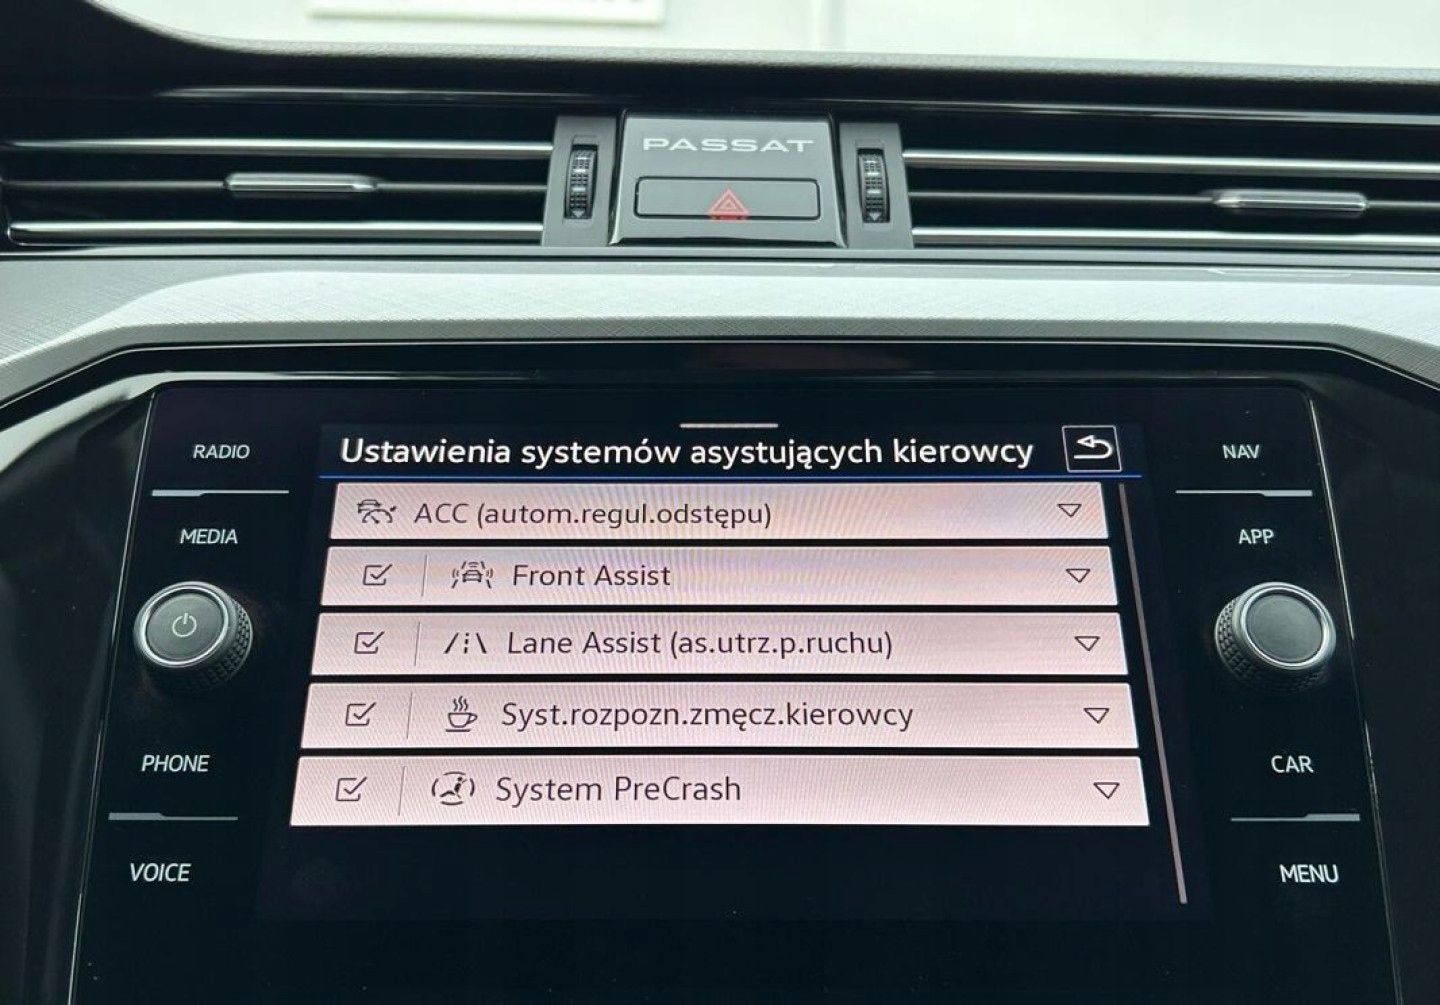 PASSAT
RADIO
MEDIA
PHONE
VOICE
Ustawienia systemów asystujących kierowcy
ACC (autom.regul.odstępu)
Front Assist
Lane Assist (as.utrz.p.ruchu)
Syst.rozpozn.zmęcz.kierowcy
System PreCrash
NAV
APP
CAR
MENU